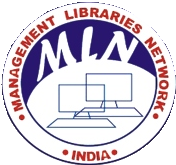 MANAGEMENT LIBRARIES NETWORK
MLN
• INDIA •